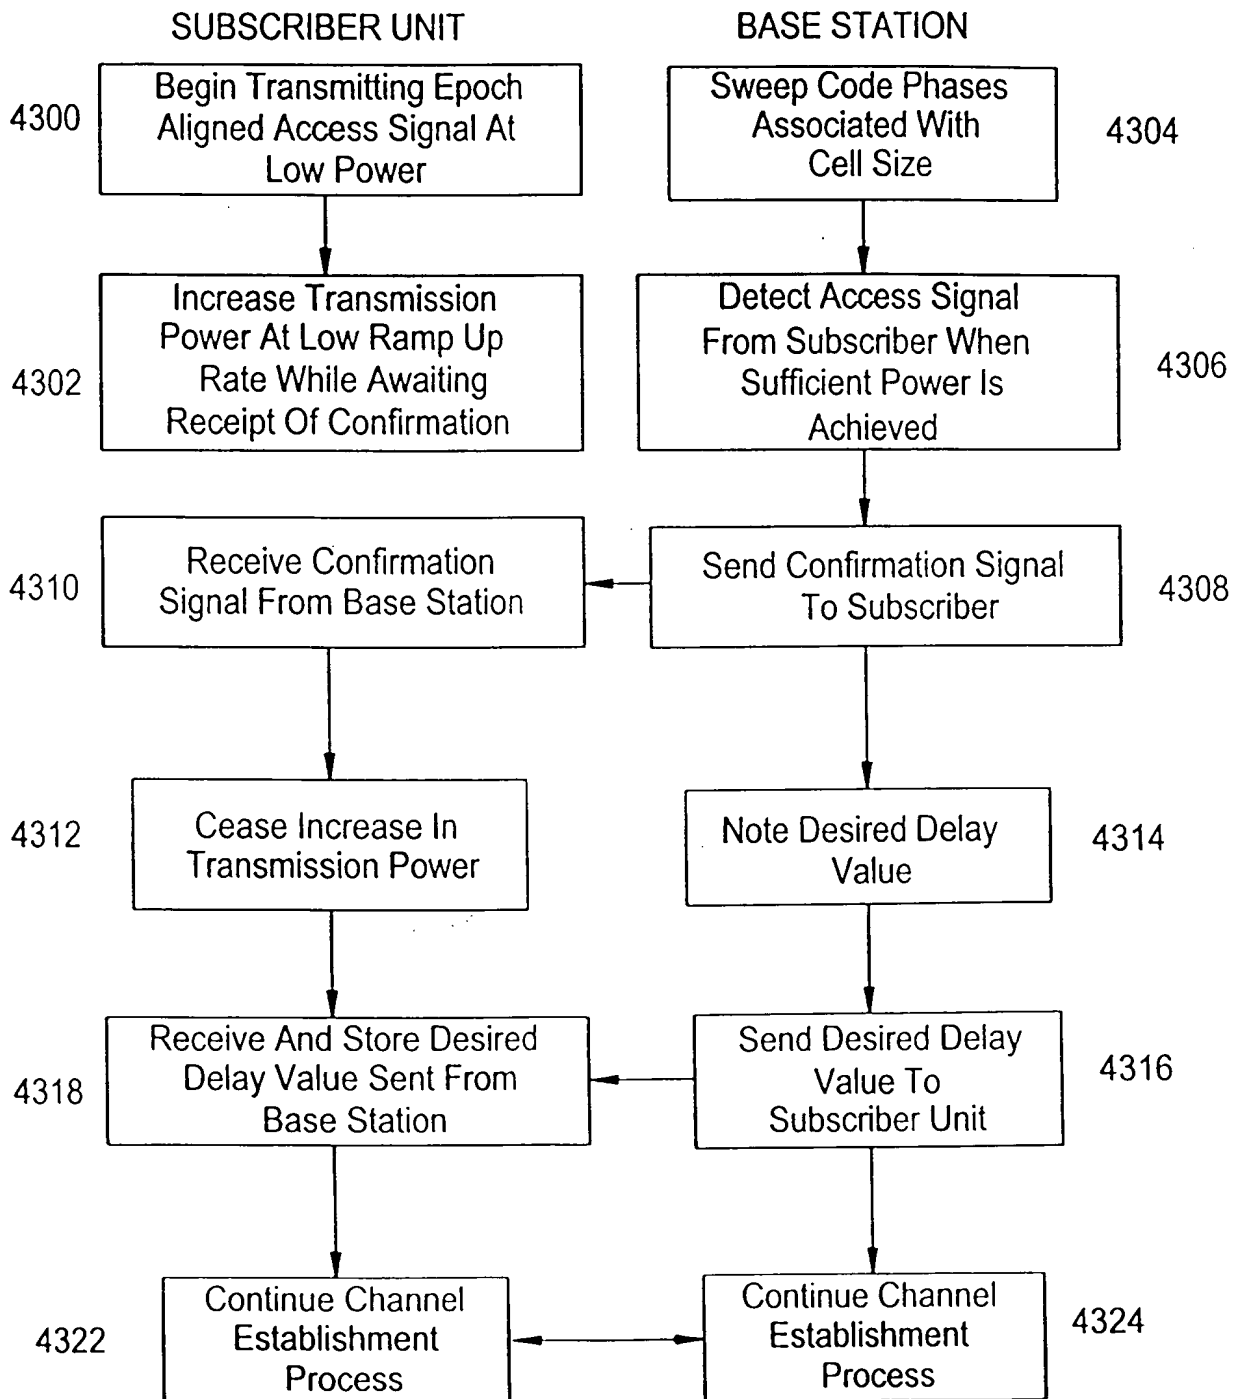 SUBSCRIBER UNIT
BASE STATION
4300
Begin Transmitting Epoch
Aligned Access Signal At
Low Power
Sweep Code Phases
Associated With
Cell Size
4304
4302
Increase Transmission
Power At Low Ramp Up
Rate While Awaiting
Receipt Of Confirmation
Detect Access Signal
From Subscriber When
Sufficient Power Is
Achieved
4306
4310
Receive Confirmation
Signal From Base Station
Send Confirmation Signal
To Subscriber
4308
4312
Cease Increase In
Transmission Power
Note Desired Delay
Value
4314
4318
Receive And Store Desired
Delay Value Sent From
Base Station
Send Desired Delay
Value To
Subscriber Unit
4316
4322
Continue Channel
Establishment
Process
Continue Channel
Establishment
Process
4324